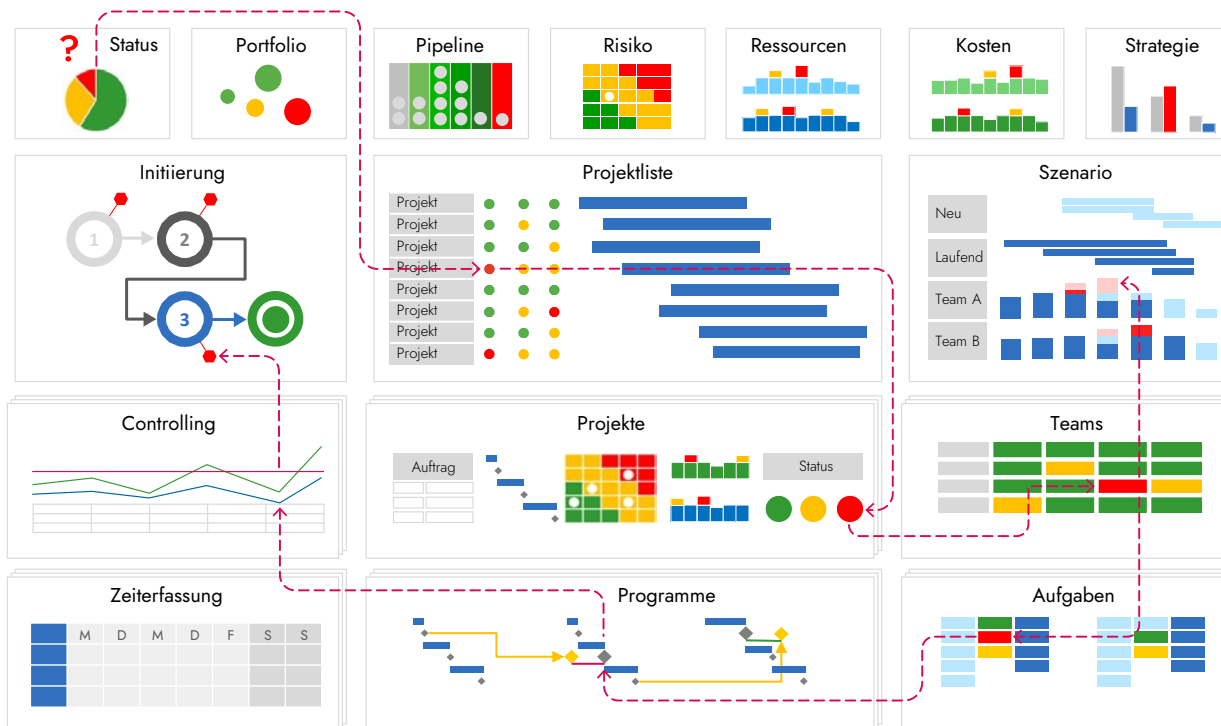 ?
Status
Portfolio
Pipeline
Risiko
Ressourcen
Kosten
Strategie
Initiierung
1
2
3
Projektliste
Projekt
Projekt
Projekt
Projekt
Projekt
Projekt
Projekt
Projekt
Szenario
Neu
Laufend
Team A
Team B
Controlling
Projekte
Auftrag
Status
Teams
Zeiterfassung
M D M D F S S
Programme
Aufgaben